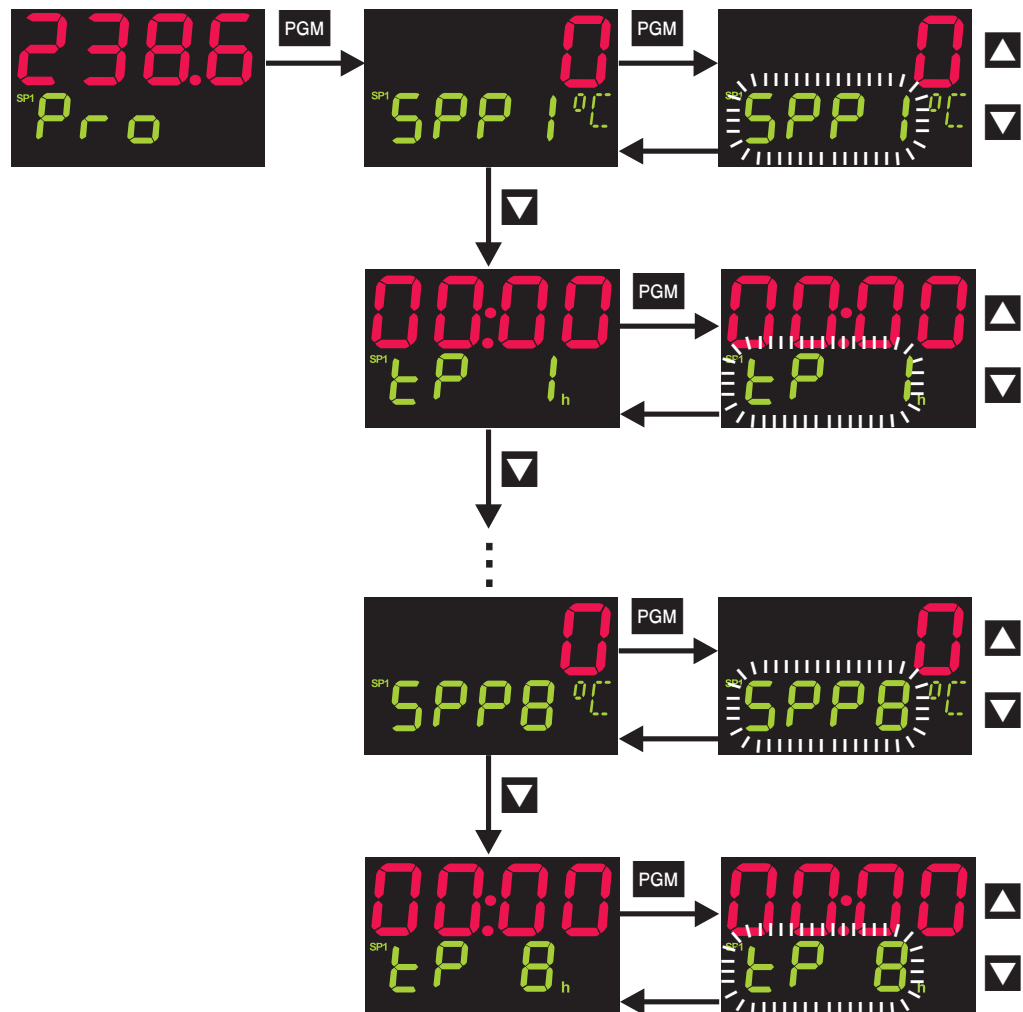 238.6 PGM 0 PGM 0
SP1 Pro SP1 SPP1 °C SP1 SPP1 °C
00:00 PGM 00:00
SP1 tP 1 h SP1 tP 1 h
0 PGM 0
SP1 SPP8 °C SP1 SPP8 °C
00:00 PGM 00:00
SP1 tP 8 h SP1 tP 8 h